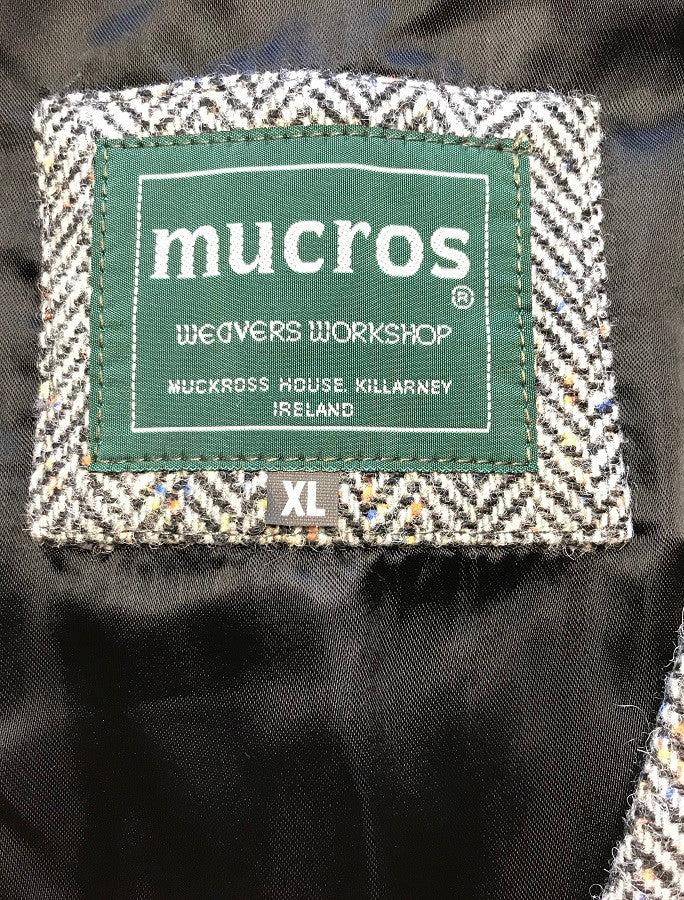 mucros
®
WEAVERS WORKSHOP
MUCKROSS HOUSE, KILLARNEY
IRELAND
XL